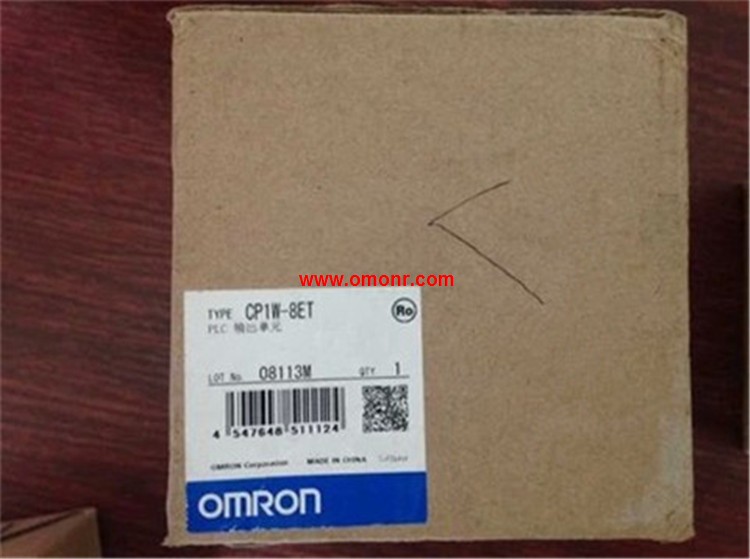 www.omonr.com
TYPE CP1W-8ET
Ro
PLC 输出单元
LOT No. 08113M QTY 1
4 547648 511124
OMRON Corporation MADE IN CHINA
OMRON